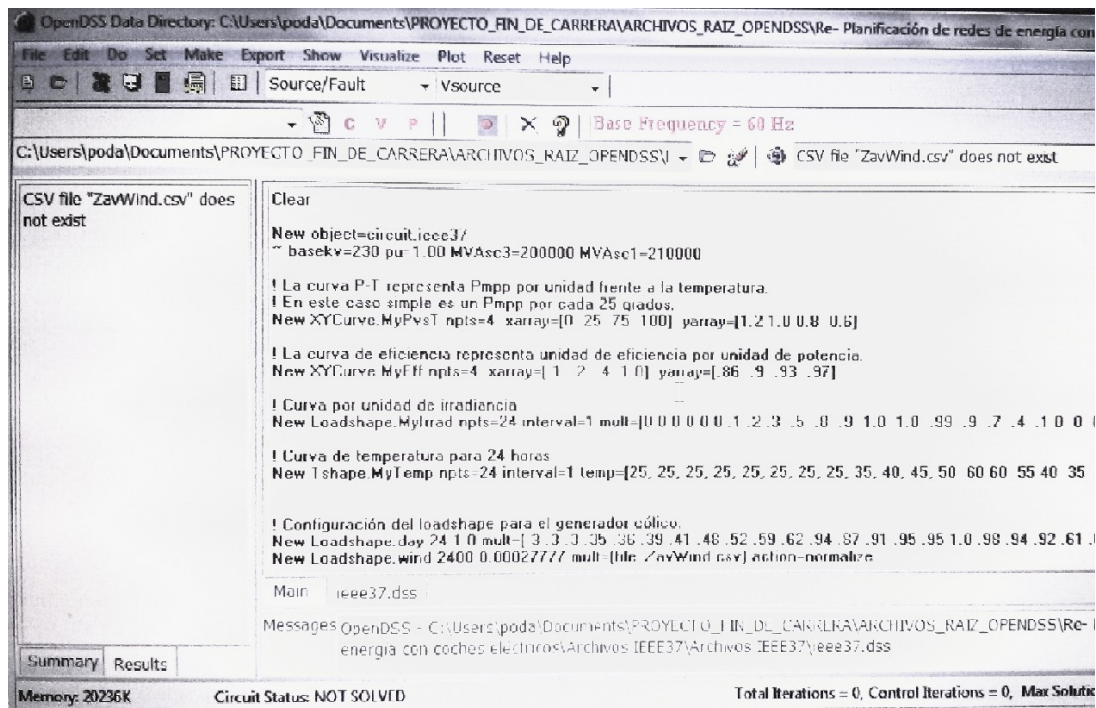 OpenDSS Data Directory: C:\Users\poda\Documents\PROYECTO_FIN_DE_CARRERA\ARCHIVOS_RAIZ_OPENDSS\Re- Planificación de redes de energía con
File Edit Do Set Make Export Show Visualize Plot Reset Help
Source/Fault Vsource
C V P Base Frequency = 60 Hz
C:\Users\poda\Documents\PROYECTO_FIN_DE_CARRERA\ARCHIVOS_RAIZ_OPENDSS\ CSV file "ZavWind.csv" does not exist
CSV file "ZavWind.csv" does
not exist
Clear
New object=circuit.ieee37
~ basekv=230 pu=1.00 MVAsc3=200000 MVAsc1=210000
! La curva P-T representa Pmpp por unidad frente a la temperatura.
! En este caso simple es un Pmpp por cada 25 grados.
New XYCurve.MyPvsT npts=4 xarray=[0 25 75 100] yarray=[1.2 1.0 0.8 0.6]
! La curva de eficiencia representa unidad de eficiencia por unidad de potencia.
New XYCurve.MyEff npts=4 xarray=[.1 .2 .4 1.0] yarray=[.86 .9 .93 .97]
! Curva por unidad de irradiancia
New Loadshape.MyIrrad npts=24 interval=1 mult=[0 0 0 0 0 0 .1 .2 .3 .5 .8 .9 1.0 1.0 .99 .9 .7 .4 .1 0 0
! Curva de temperatura para 24 horas
New Tshape.MyTemp npts=24 interval=1 temp=[25, 25, 25, 25, 25, 25, 25, 25, 35, 40, 45, 50 60 60 55 40 35
! Configuración del loadshape para el generador eólico.
New Loadshape.day 24 1.0 mult=[.3 .3 .3 .35 .36 .39 .41 .48 .52 .59 .62 .94 .87 .91 .95 .95 1.0 .98 .94 .92 .61
New Loadshape.wind 2400 0.00027777 mult=[file ZavWind.csv] action=normalize
Main ieee37.dss
Messages OpenDSS - C:\Users\poda\Documents\PROYECTO_FIN_DE_CARRERA\ARCHIVOS_RAIZ_OPENDSS\Re-
energía con coches eléctricos\Archivos IEEE37\Archivos IEEE37\ieee37.dss
Summary Results
Memory: 20236K Circuit Status: NOT SOLVED Total Iterations = 0, Control Iterations = 0, Max